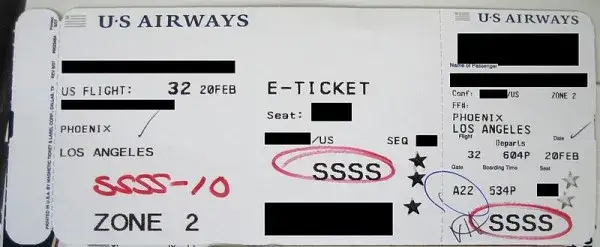 U·S AIRWAYS
US FLIGHT: 32 20FEB
PHOENIX
LOS ANGELES
SSSS-10
ZONE 2
E-TICKET
Seat:
/US SEQ
SSSS
U·S AIRWAYS
Name of Passenger
Conf: /US ZONE 2
FF#:
PHOENIX
LOS ANGELES
Flight Departs Date
32 604P 20FEB
Gate Boarding Time Seat
A22 534P
SSSS